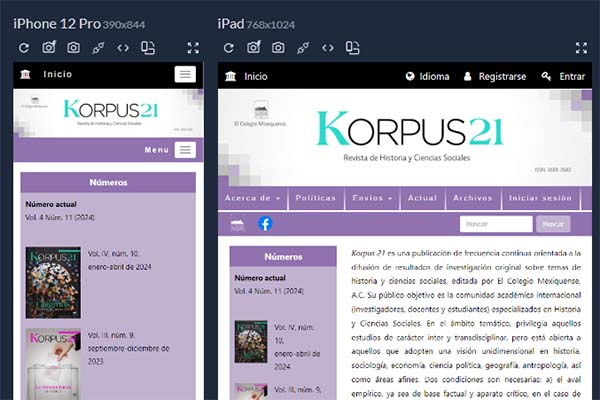 iPhone 12 Pro 390x844
Inicio
KORPUS21
Revista de Historia y Ciencias Sociales
Menu
Números
Número actual
Vol. 4 Núm. 11 (2024)
KORPUS21
Vol. IV, núm. 10,
enero-abril de 2024
KORPUS21
Vol. III, núm. 9,
septiembre-diciembre de
2023
iPad 768x1024
Inicio
Idioma
Registrarse
Entrar
El Colegio Mexiquense
KORPUS21
Revista de Historia y Ciencias Sociales
Acerca de
Políticas
Envíos
Actual
Archivos
Iniciar sesión
Buscar
Buscar
Números
Número actual
Vol. 4 Núm. 11 (2024)
Vol. IV, núm.
10,
enero-abril de
2024
Vol. III, núm. 9,
Korpus 21 es una publicación de frecuencia continua orientada a la
difusión de resultados de investigación original sobre temas de
historia y ciencias sociales, editada por El Colegio Mexiquense,
A.C. Su público objetivo es la comunidad académica internacional
(investigadores, docentes y estudiantes) especializados en Historia
y Ciencias Sociales. En el ámbito temático, privilegia aquellos
estudios de carácter inter y transdisciplinar, pero está abierta a
aquellos que adopten una visión unidimensional en historia,
sociología, economía, ciencia política, geografía, antropología, así
como áreas afines. Dos condiciones son necesarias: a) el aval
empírico, ya sea de base factual y aparato crítico, en el caso de